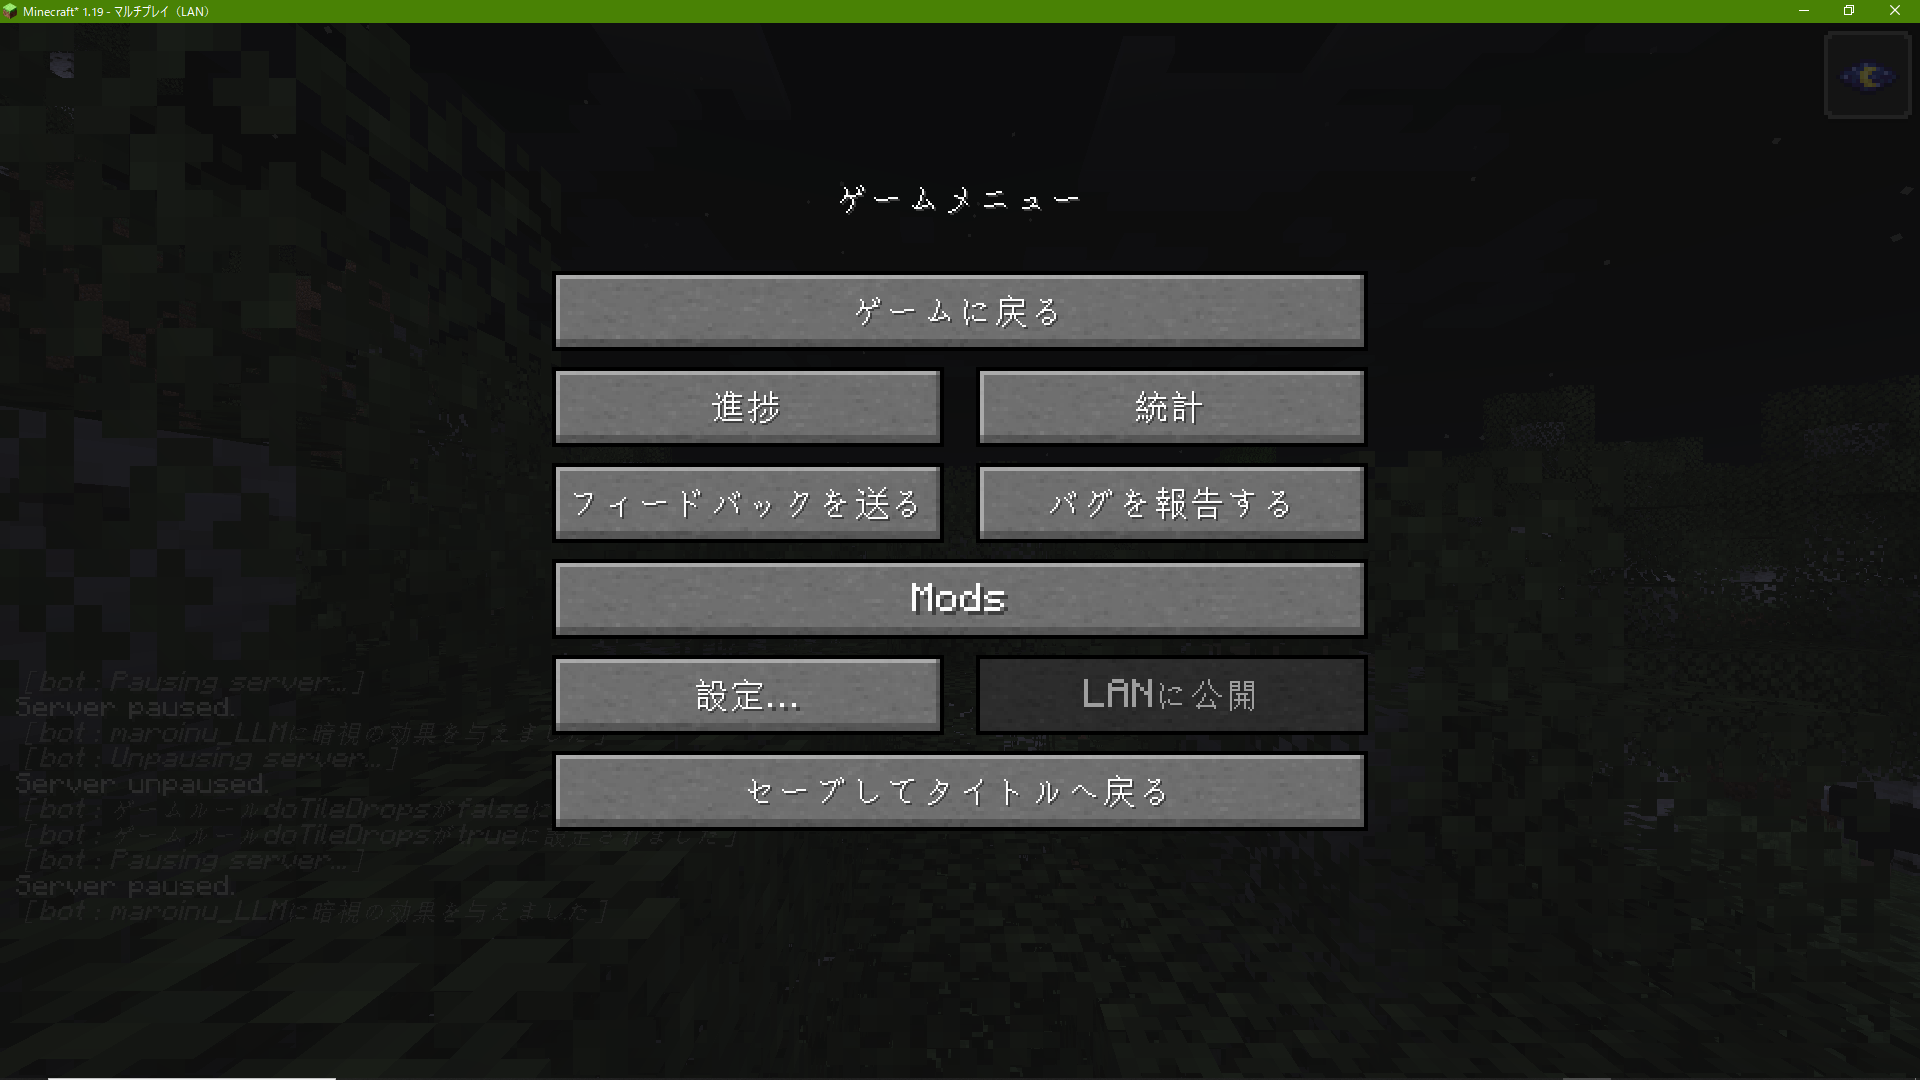 Minecraft* 1.19 - マルチプレイ（LAN）
ゲームメニュー
ゲームに戻る
進捗
統計
フィードバックを送る
バグを報告する
Mods
設定...
LANに公開
セーブしてタイトルへ戻る
[bot: Pausing server...]
Server paused.
[bot: maroinu_LLMに暗視の効果を与えました]
[bot: Unpausing server...]
Server unpaused.
[bot: ゲームルールdoTileDropsがfalseに
[bot: ゲームルールdoTileDropsがtrueに設定されました]
[bot: Pausing server...]
Server paused.
[bot: maroinu_LLMに暗視の効果を与えました]